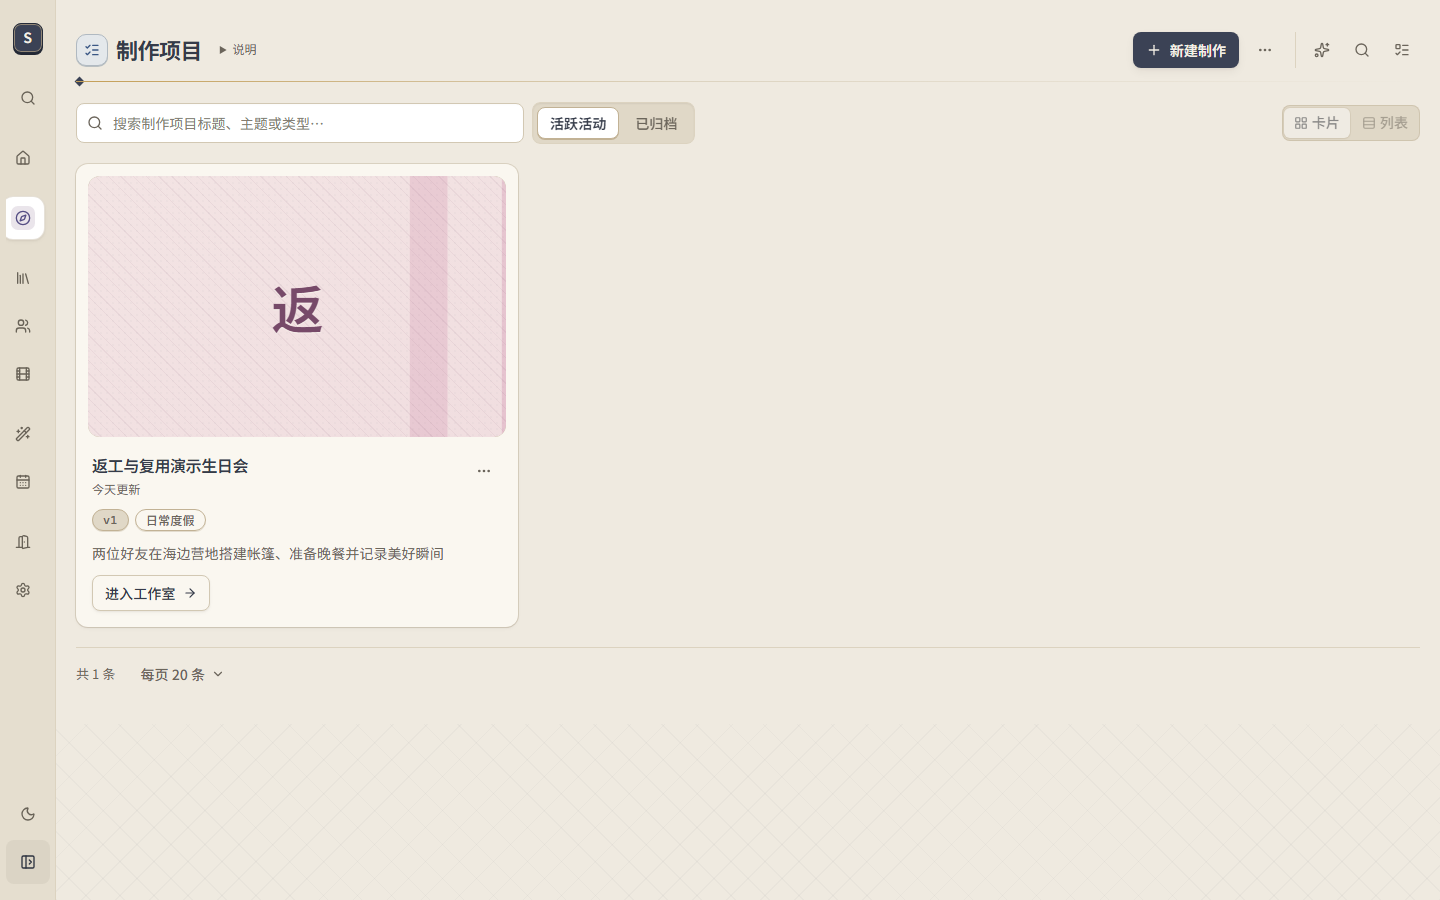 S
制作项目
说明
新建制作
搜索制作项目标题、主题或类型…
活跃活动
已归档
卡片
列表
返
返工与复用演示生日会
今天更新
v1
日常度假
两位好友在海边营地搭建帐篷、准备晚餐并记录美好瞬间
进入工作室
共 1 条
每页 20 条